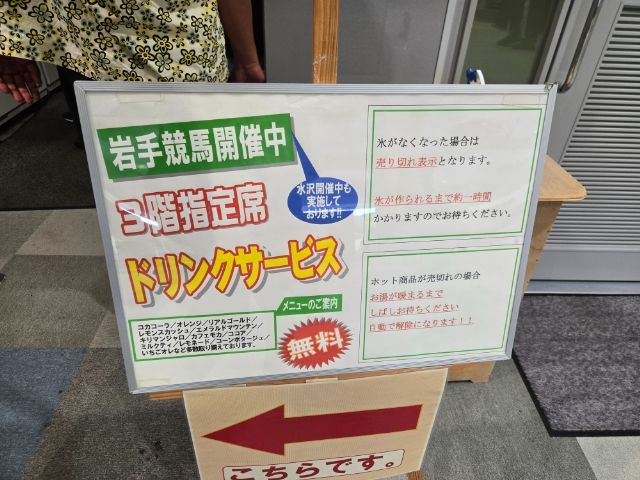 岩手競馬開催中
水沢開催中も
実施して
おります!!
3階指定席
ドリンクサービス
メニューのご案内
コカコーラ/オレンジ/リアルゴールド/
レモンスカッシュ/エメラルドマウンテン/
キリマンジャロ/カフェモカ/ココア/
ミルクティ/レモネード/コーンポタージュ/
いちごオレなど多数取り揃えております。
無料
氷がなくなった場合は
売り切れ表示となります。
氷が作られるまで約一時間
かかりますのでお待ちください。
ホット商品が売切れの場合
お湯が暖まるまで
しばしお待ちください
自動で解除になります!!
こちらです。